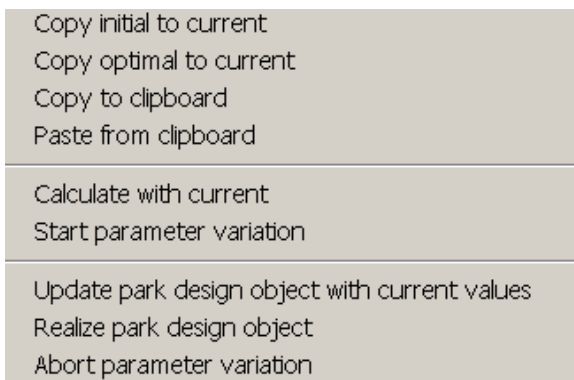 Copy initial to current
Copy optimal to current
Copy to clipboard
Paste from clipboard
Calculate with current
Start parameter variation
Update park design object with current values
Realize park design object
Abort parameter variation